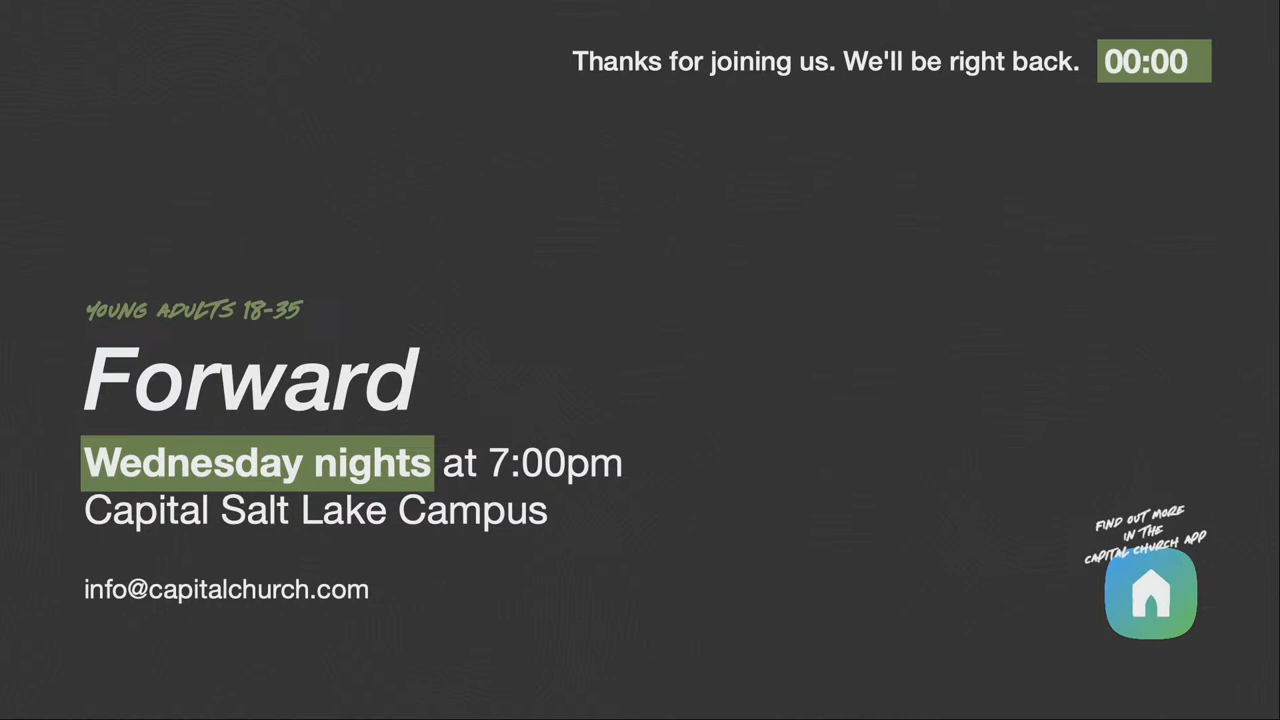 Thanks for joining us. We'll be right back. 00:00
YOUNG ADULTS 18-35
Forward
Wednesday nights at 7:00pm
Capital Salt Lake Campus
info@capitalchurch.com
FIND OUT MORE
IN THE
CAPITAL CHURCH APP